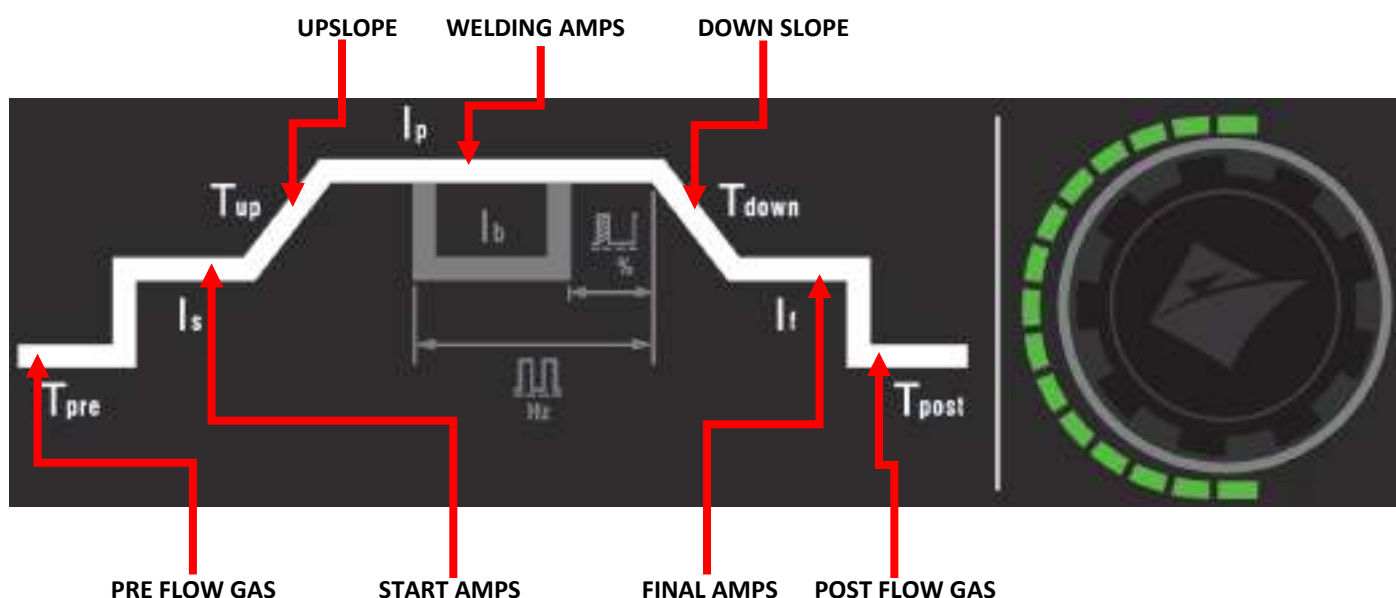 UPSLOPE WELDING AMPS DOWN SLOPE
Ip
Tup Tdown
Ib
%
Is If
Hz
Tpre Tpost
PRE FLOW GAS START AMPS FINAL AMPS POST FLOW GAS